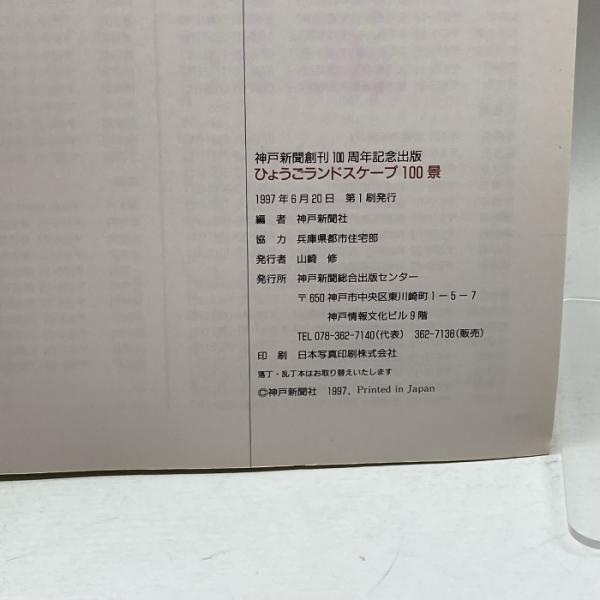 神戸新聞創刊100周年記念出版
ひょうごランドスケープ100景
1997年6月20日 第1刷発行
編者 神戸新聞社
協力 兵庫県都市住宅部
発行者 山崎 修
発行所 神戸新聞総合出版センター
〒650 神戸市中央区東川崎町1-5-7
神戸情報文化ビル9階
TEL 078-362-7140(代表) 362-7138(販売)
印刷 日本写真印刷株式会社
落丁・乱丁本はお取り替えいたします
©神戸新聞社 1997, Printed in Japan